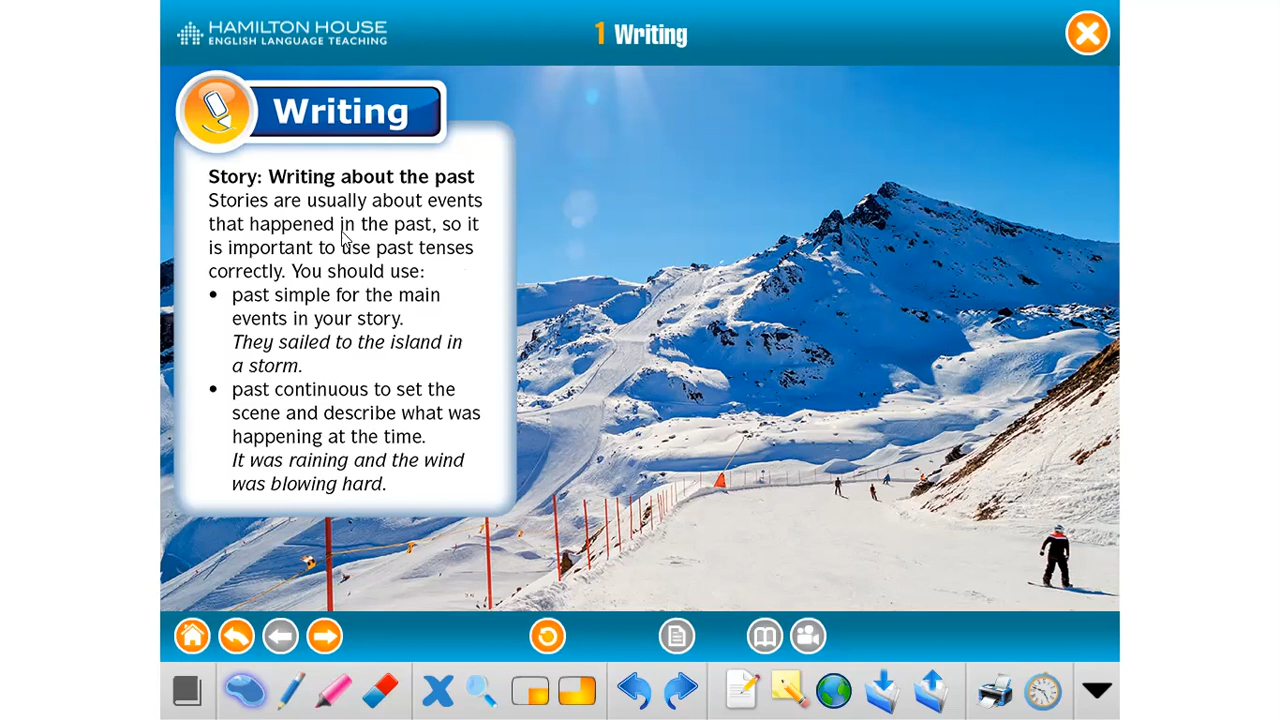 HAMILTON HOUSE
ENGLISH LANGUAGE TEACHING
1 Writing
Writing
Story: Writing about the past
Stories are usually about events
that happened in the past, so it
is important to use past tenses
correctly. You should use:
• past simple for the main
events in your story.
They sailed to the island in
a storm.
• past continuous to set the
scene and describe what was
happening at the time.
It was raining and the wind
was blowing hard.